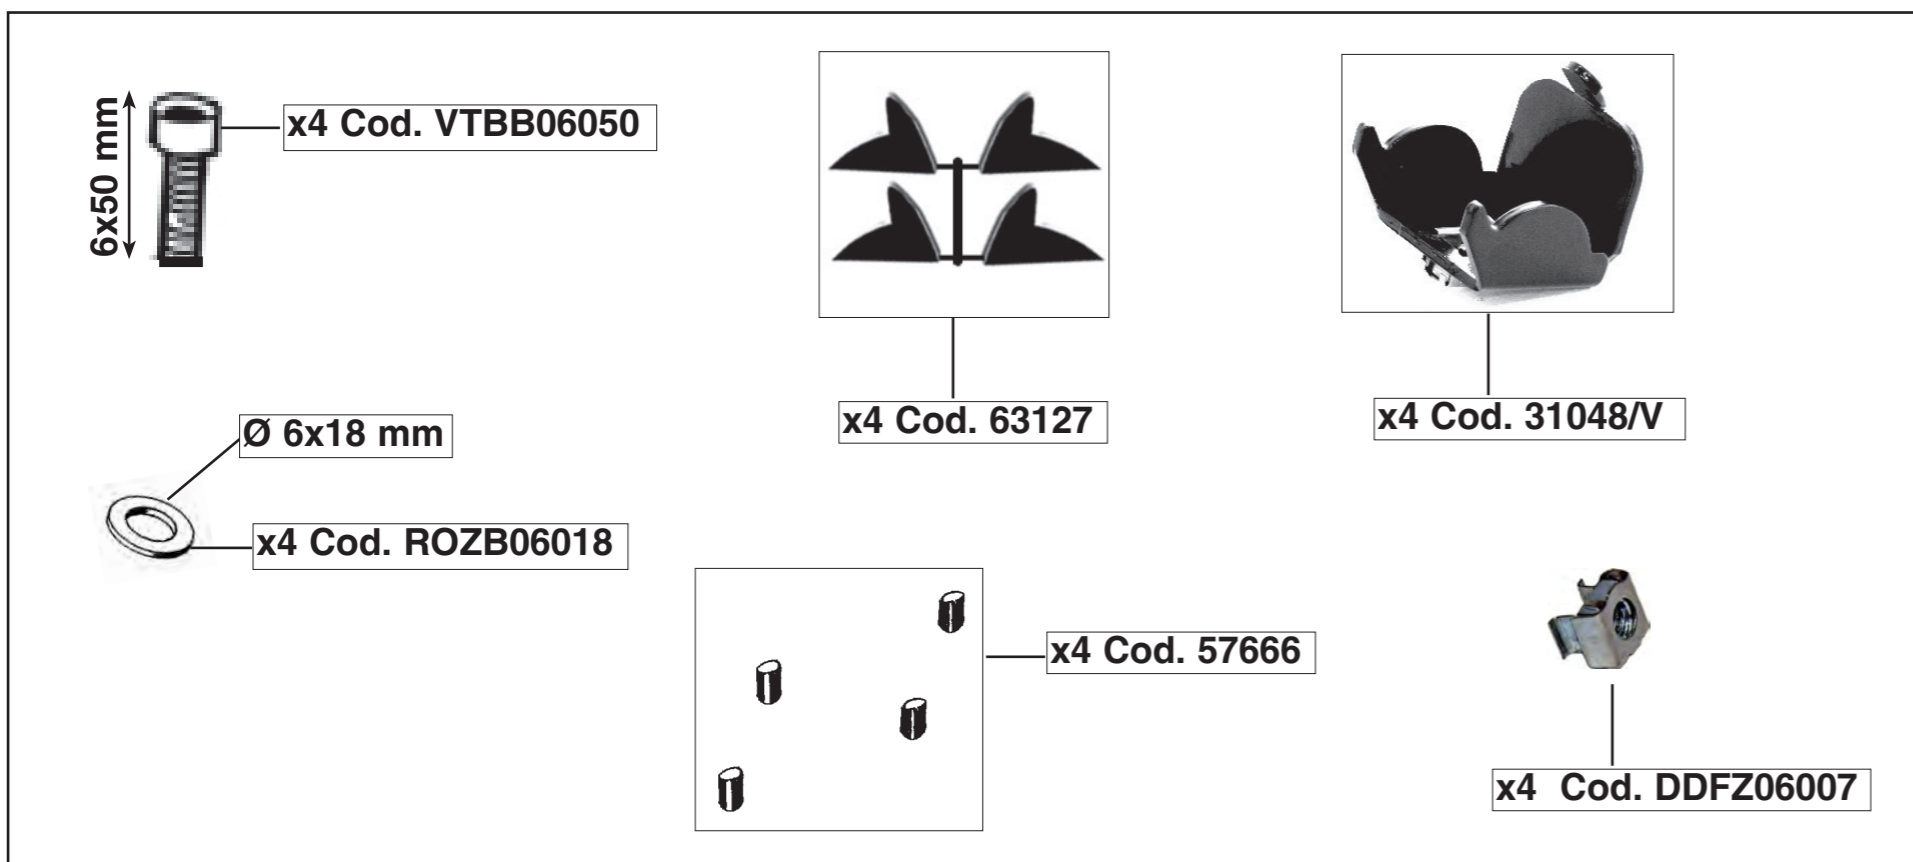 6x50 mm
x4 Cod. VTBB06050
x4 Cod. 63127
x4 Cod. 31048/V
Ø 6x18 mm
x4 Cod. ROZB06018
x4 Cod. 57666
x4 Cod. DDFZ06007